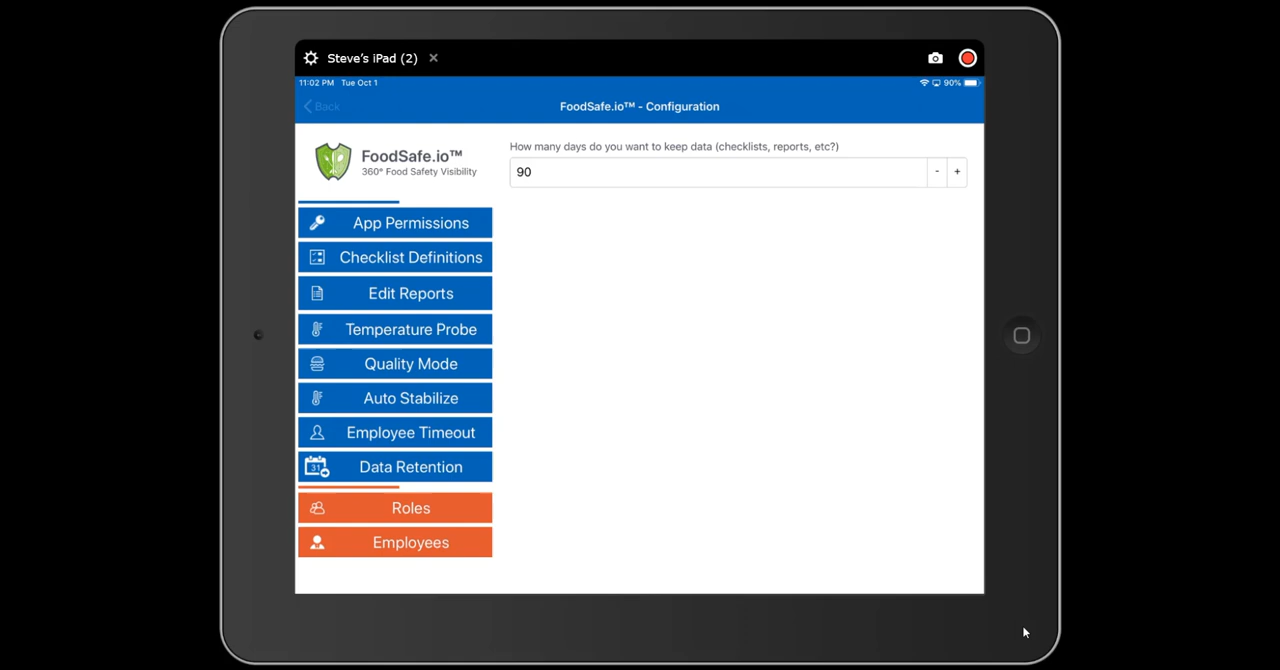 Steve's iPad (2)
11:02 PM Tue Oct 1
90%
Back
FoodSafe.io™ - Configuration
FoodSafe.io™
360° Food Safety Visibility
How many days do you want to keep data (checklists, reports, etc?)
90
- +
App Permissions
Checklist Definitions
Edit Reports
Temperature Probe
Quality Mode
Auto Stabilize
Employee Timeout
31
Data Retention
Roles
Employees